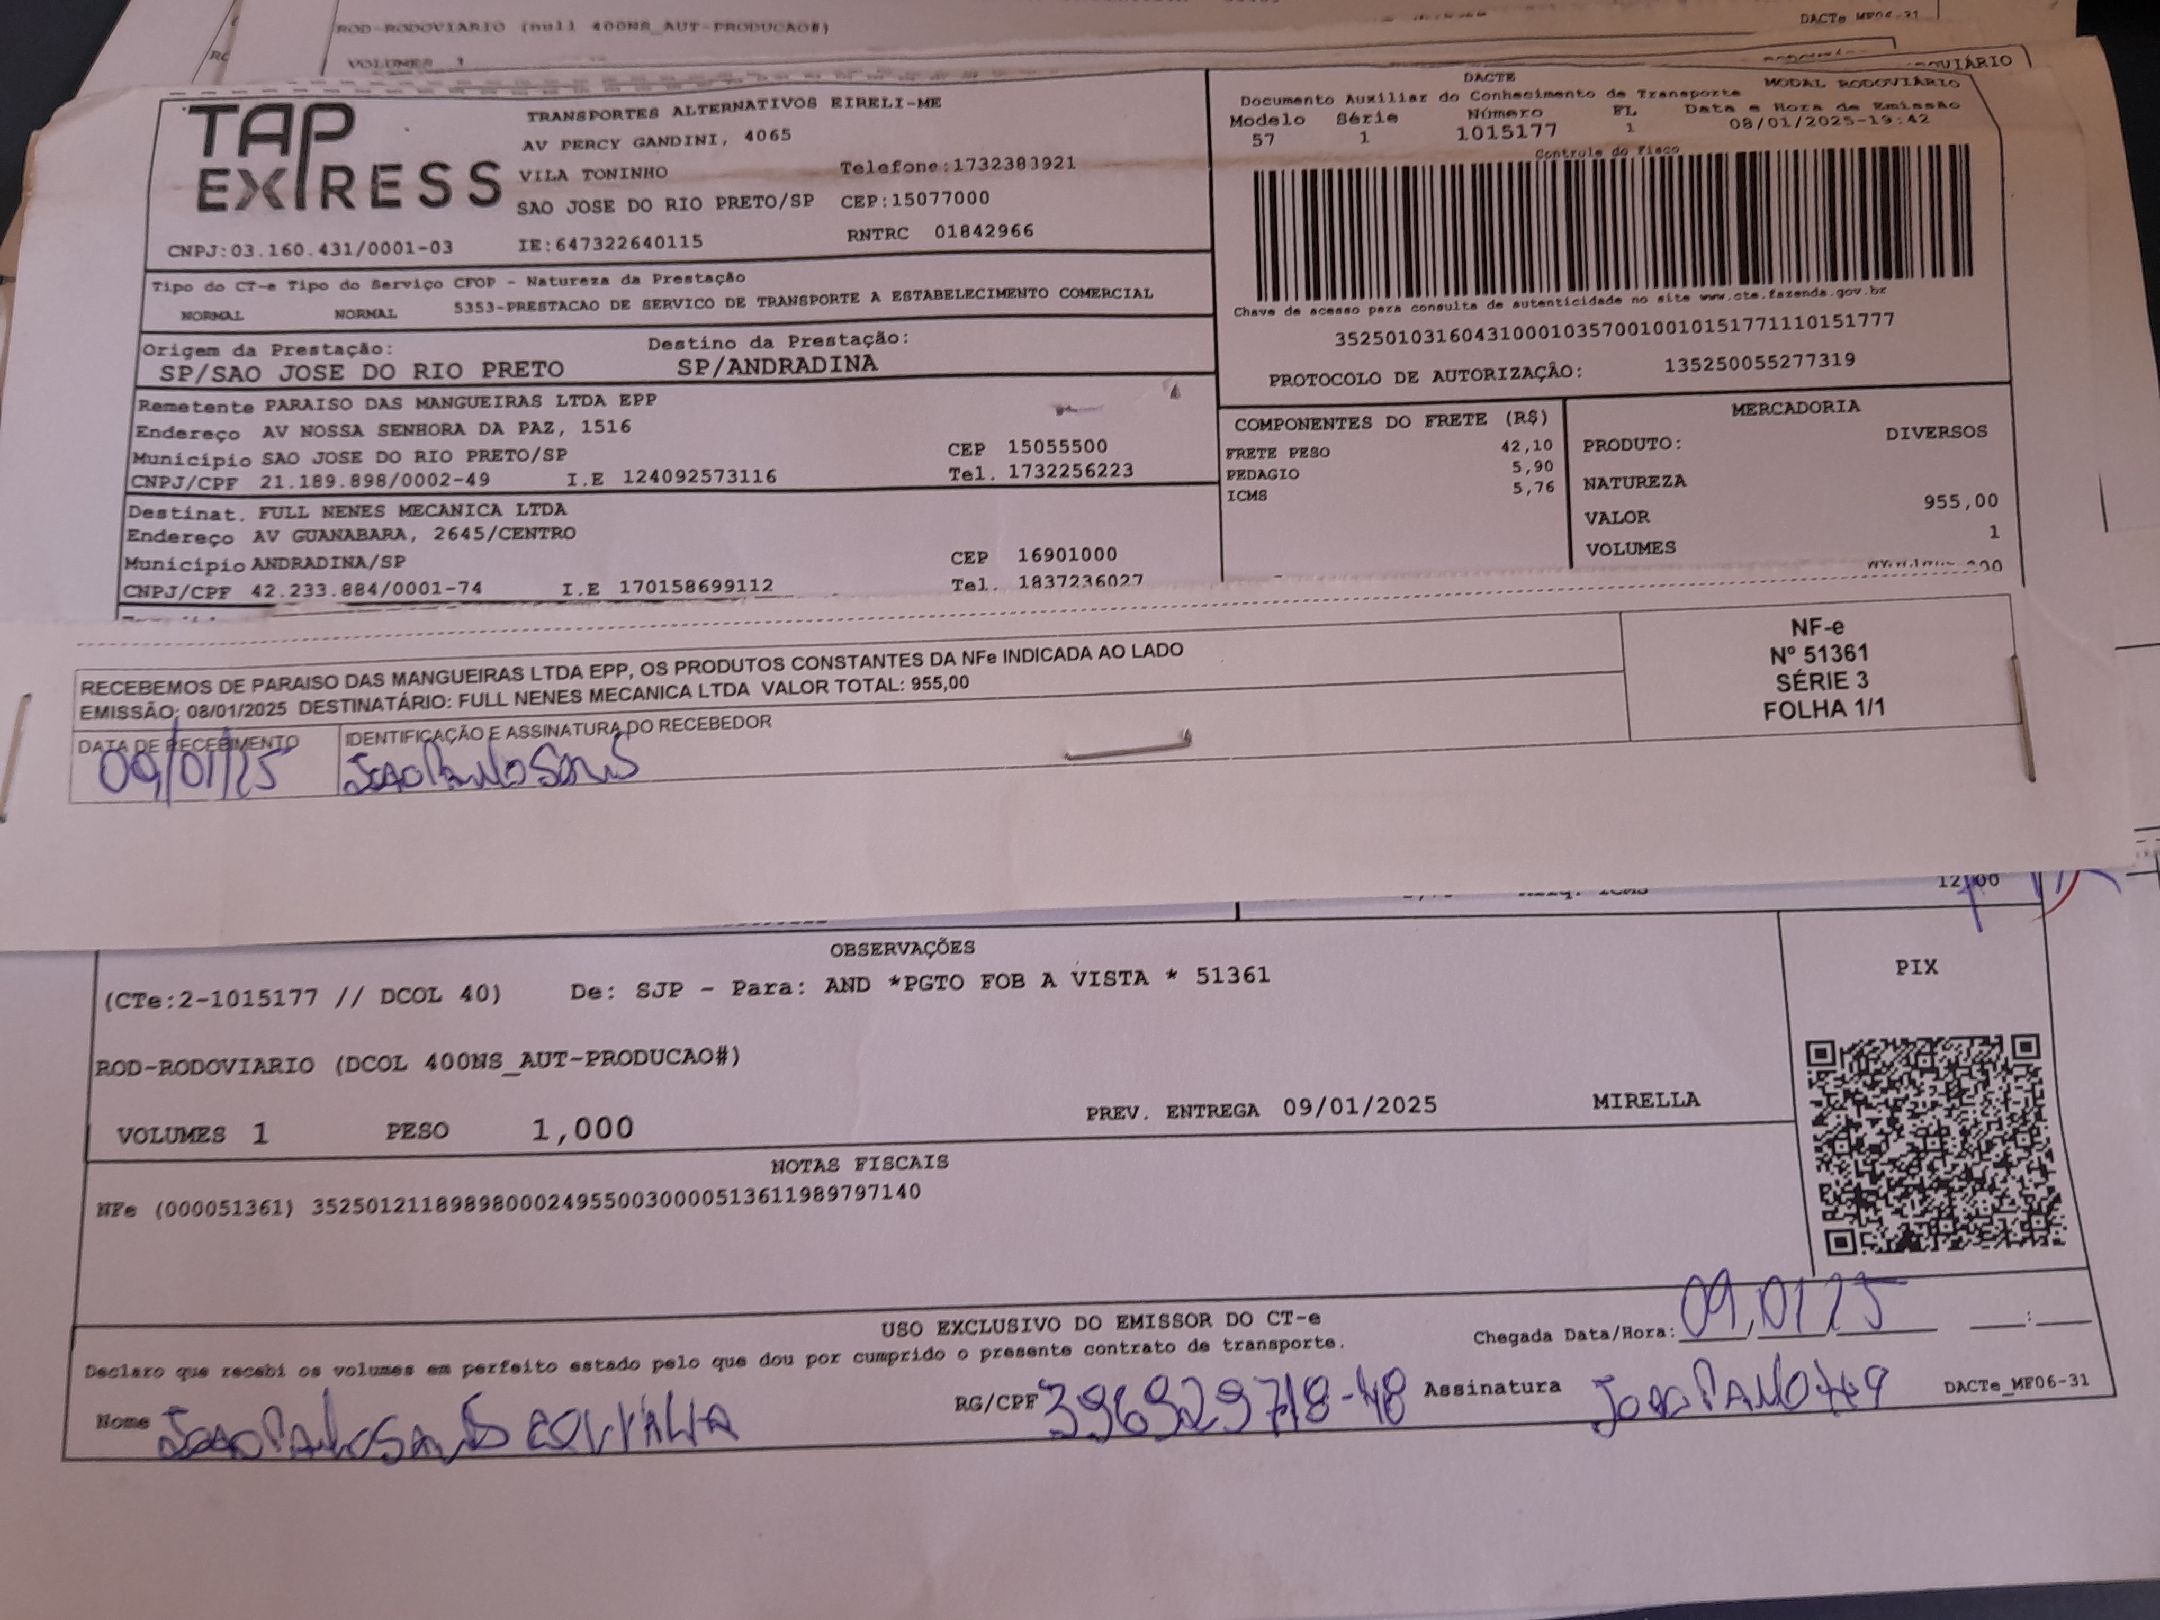 ROD-RODOVIARIO (null 400NS_AUT-PRODUCAO#)
DACTe MF06-31
VOLUMES 1
TAP EXPRESS
TRANSPORTES ALTERNATIVOS EIRELI-ME
AV PERCY GANDINI, 4065
VILA TONINHO Telefone:1732383921
SAO JOSE DO RIO PRETO/SP CEP:15077000
CNPJ:03.160.431/0001-03 IE:647322640115 RNTRC 01842966
DACTE MODAL RODOVIÁRIO
Documento Auxiliar do Conhecimento de Transporte
Modelo Série Número FL Data e Hora de Emissão
57 1 1015177 1 08/01/2025-19:42
Controle do Fisco
Chave de acesso para consulta de autenticidade no site www.cte.fazenda.gov.br
35250103160431000103570010010151771110151777
PROTOCOLO DE AUTORIZAÇÃO: 135250055277319
Tipo do CT-e Tipo do Serviço CFOP - Natureza da Prestação
NORMAL NORMAL 5353-PRESTACAO DE SERVICO DE TRANSPORTE A ESTABELECIMENTO COMERCIAL
Origem da Prestação: Destino da Prestação:
SP/SAO JOSE DO RIO PRETO SP/ANDRADINA
Remetente PARAISO DAS MANGUEIRAS LTDA EPP
Endereço AV NOSSA SENHORA DA PAZ, 1516
Município SAO JOSE DO RIO PRETO/SP CEP 15055500
CNPJ/CPF 21.189.898/0002-49 I.E 124092573116 Tel. 1732256223
Destinat. FULL NENES MECANICA LTDA
Endereço AV GUANABARA, 2645/CENTRO
Município ANDRADINA/SP CEP 16901000
CNPJ/CPF 42.233.884/0001-74 I.E 170158699112 Tel. 1837236027
COMPONENTES DO FRETE (R$)
FRETE PESO 42,10
PEDAGIO 5,90
ICMS 5,76
MERCADORIA
PRODUTO: DIVERSOS
NATUREZA
VALOR 955,00
VOLUMES 1
RECEBEMOS DE PARAISO DAS MANGUEIRAS LTDA EPP, OS PRODUTOS CONSTANTES DA NFe INDICADA AO LADO
EMISSÃO: 08/01/2025 DESTINATÁRIO: FULL NENES MECANICA LTDA VALOR TOTAL: 955,00
DATA DE RECEBIMENTO IDENTIFICAÇÃO E ASSINATURA DO RECEBEDOR
09/01/25 JOAO PAULO
NF-e
Nº 51361
SÉRIE 3
FOLHA 1/1
ICMS 12,00
OBSERVAÇÕES
(CTe:2-1015177 // DCOL 40) De: SJP - Para: AND *PGTO FOB A VISTA * 51361
ROD-RODOVIARIO (DCOL 400NS_AUT-PRODUCAO#)
VOLUMES 1 PESO 1,000 PREV. ENTREGA 09/01/2025 MIRELLA
PIX
NOTAS FISCAIS
NFe (000051361) 35250121189898000249550030000513611989797140
USO EXCLUSIVO DO EMISSOR DO CT-e
Declaro que recebi os volumes em perfeito estado pelo que dou por cumprido o presente contrato de transporte.
Chegada Data/Hora: 09,01 25
Nome JOAO PAULO SANTOS
RG/CPF 396929718-48 Assinatura JOAO PAULO
DACTe_MF06-31